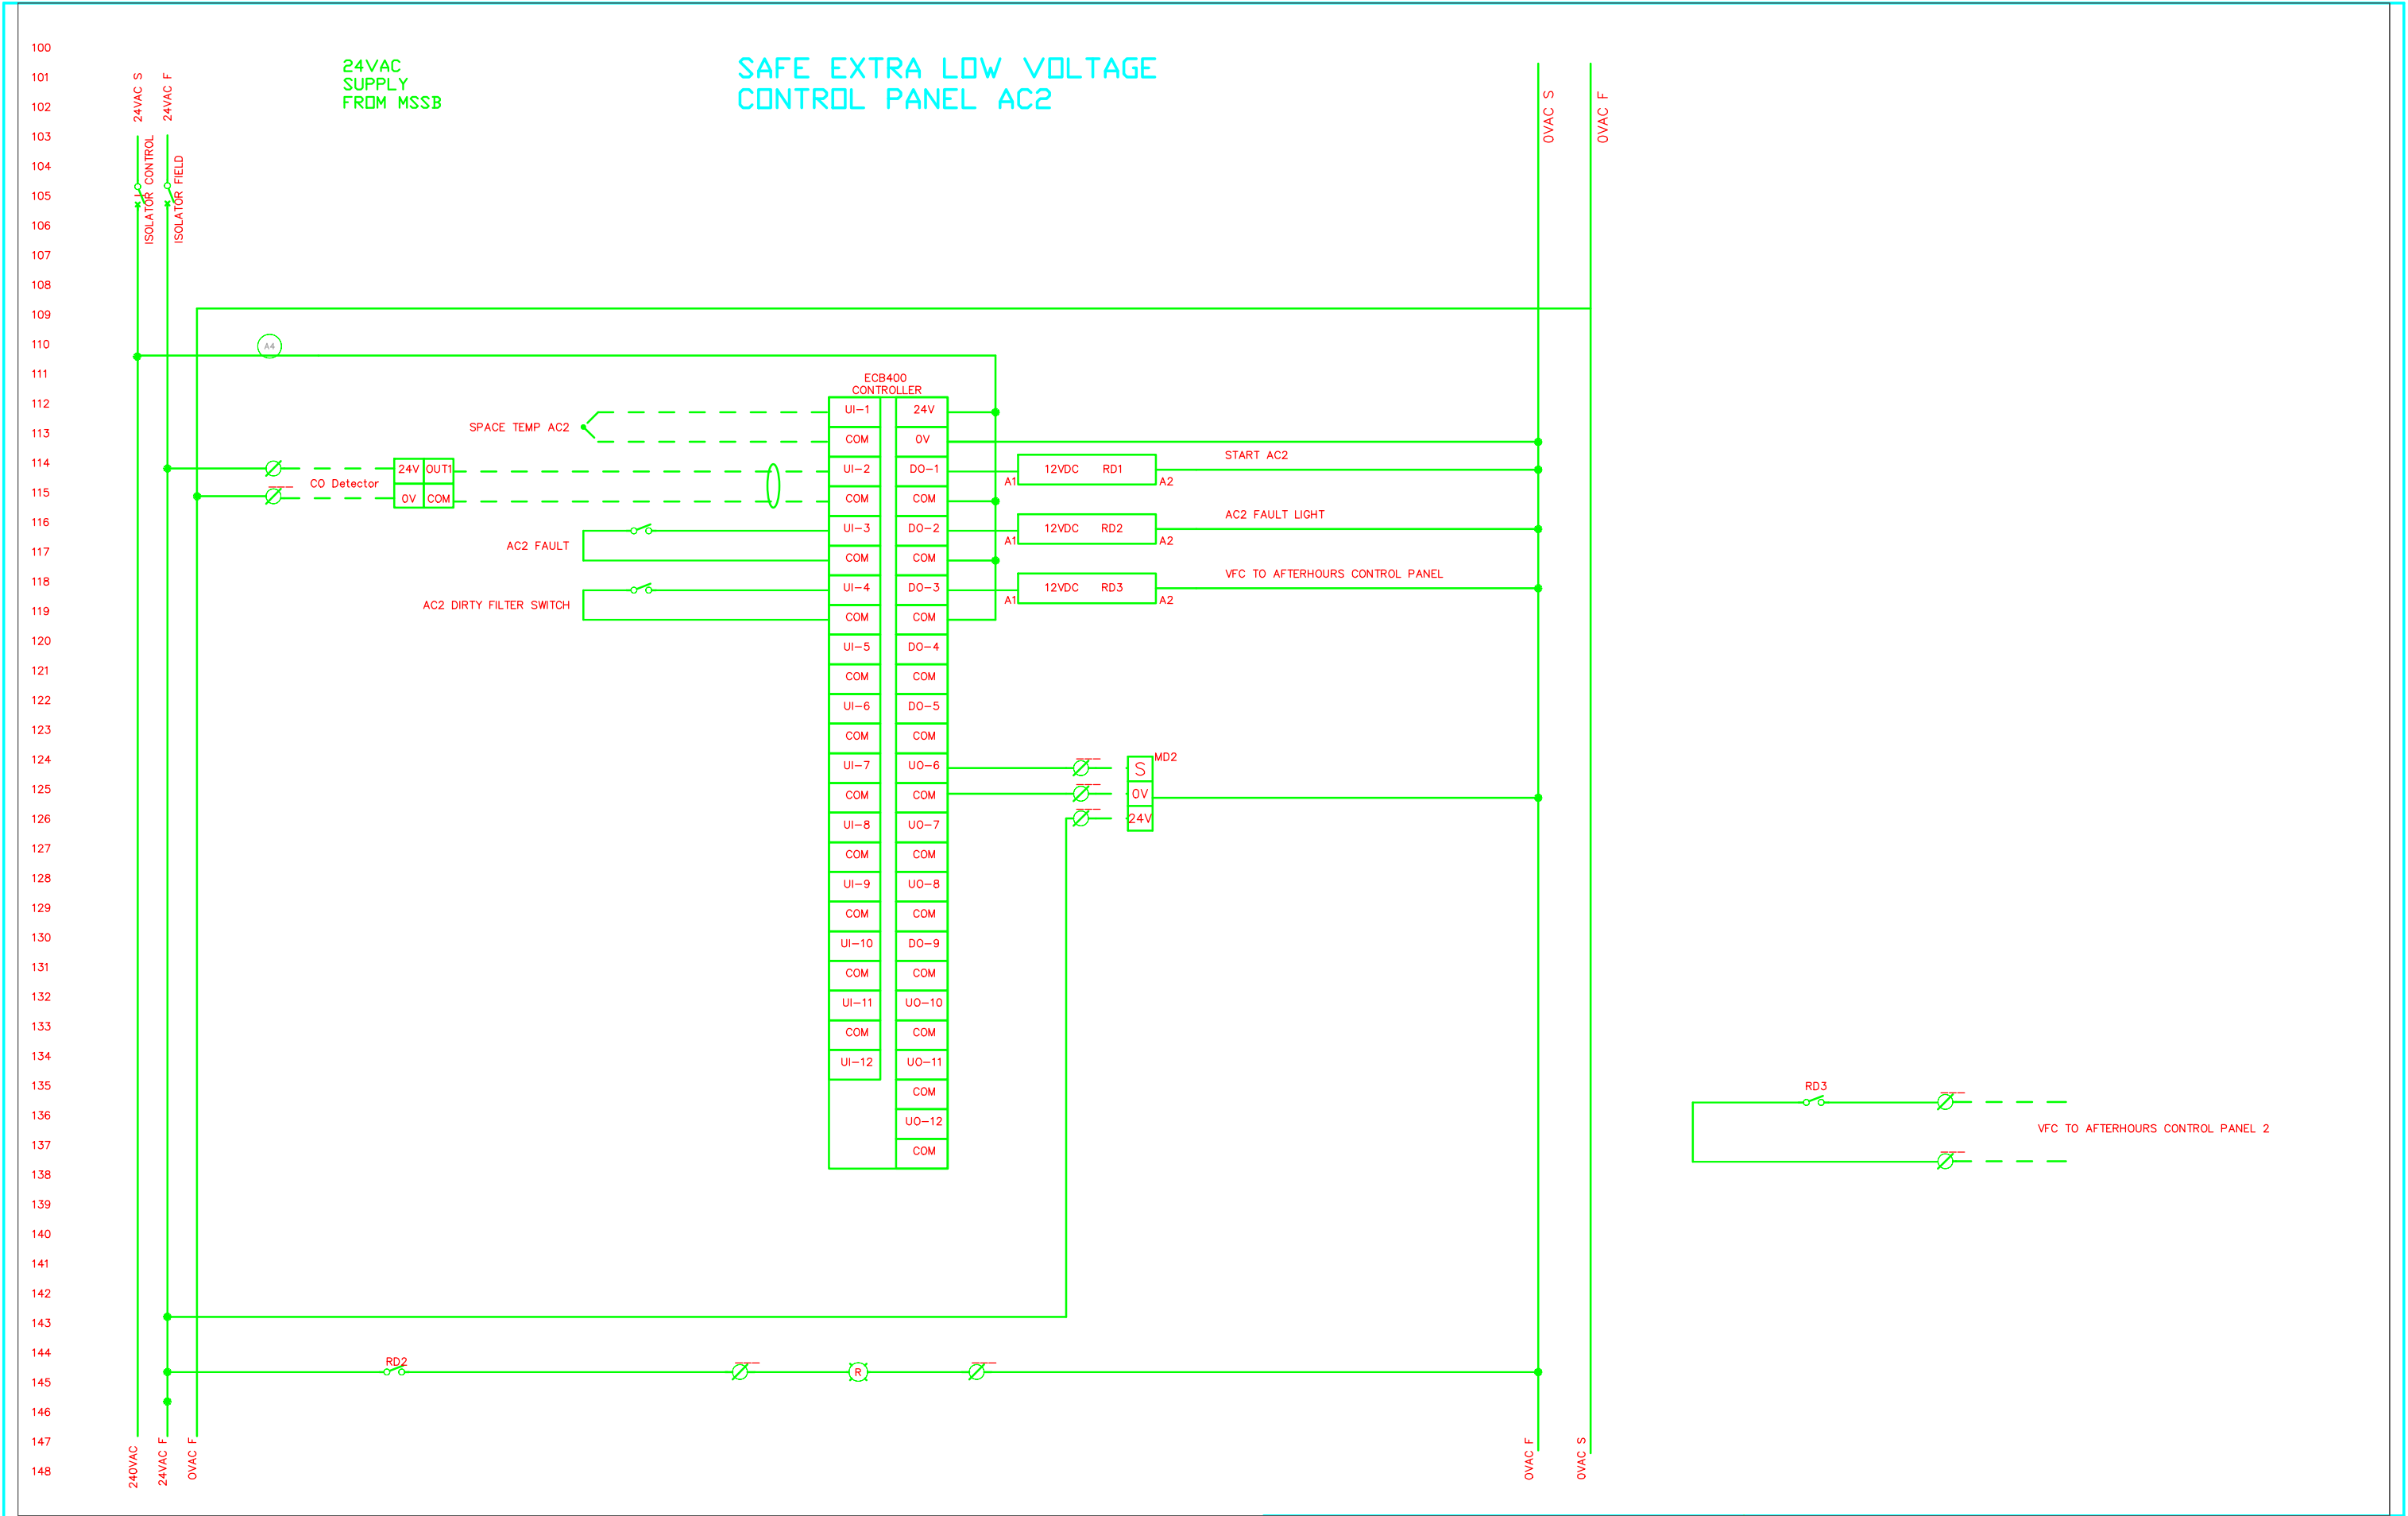 SAFE EXTRA LOW VOLTAGE
CONTROL PANEL AC2
24VAC
SUPPLY
FROM MSSB
100
101
102
103
104
105
106
107
108
109
110
111
112
113
114
115
116
117
118
119
120
121
122
123
124
125
126
127
128
129
130
131
132
133
134
135
136
137
138
139
140
141
142
143
144
145
146
147
148
24VAC S
24VAC F
ISOLATOR CONTROL
ISOLATOR FIELD
0VAC S
0VAC F
A4
ECB400
CONTROLLER
SPACE TEMP AC2
CO Detector
24V OUT1
0V COM
AC2 FAULT
AC2 DIRTY FILTER SWITCH
UI-1 24V
COM 0V
UI-2 DO-1
COM COM
UI-3 DO-2
COM COM
UI-4 DO-3
COM COM
UI-5 DO-4
COM COM
UI-6 DO-5
COM COM
UI-7 UO-6
COM COM
UI-8 UO-7
COM COM
UI-9 UO-8
COM COM
UI-10 DO-9
COM COM
UI-11 UO-10
COM COM
UI-12 UO-11
COM
UO-12
COM
START AC2
12VDC RD1
A1 A2
AC2 FAULT LIGHT
12VDC RD2
A1 A2
VFC TO AFTERHOURS CONTROL PANEL
12VDC RD3
A1 A2
MD2
S
0V
24V
RD3
VFC TO AFTERHOURS CONTROL PANEL 2
RD2
R
240VAC
24VAC F
0VAC F
0VAC F
0VAC S